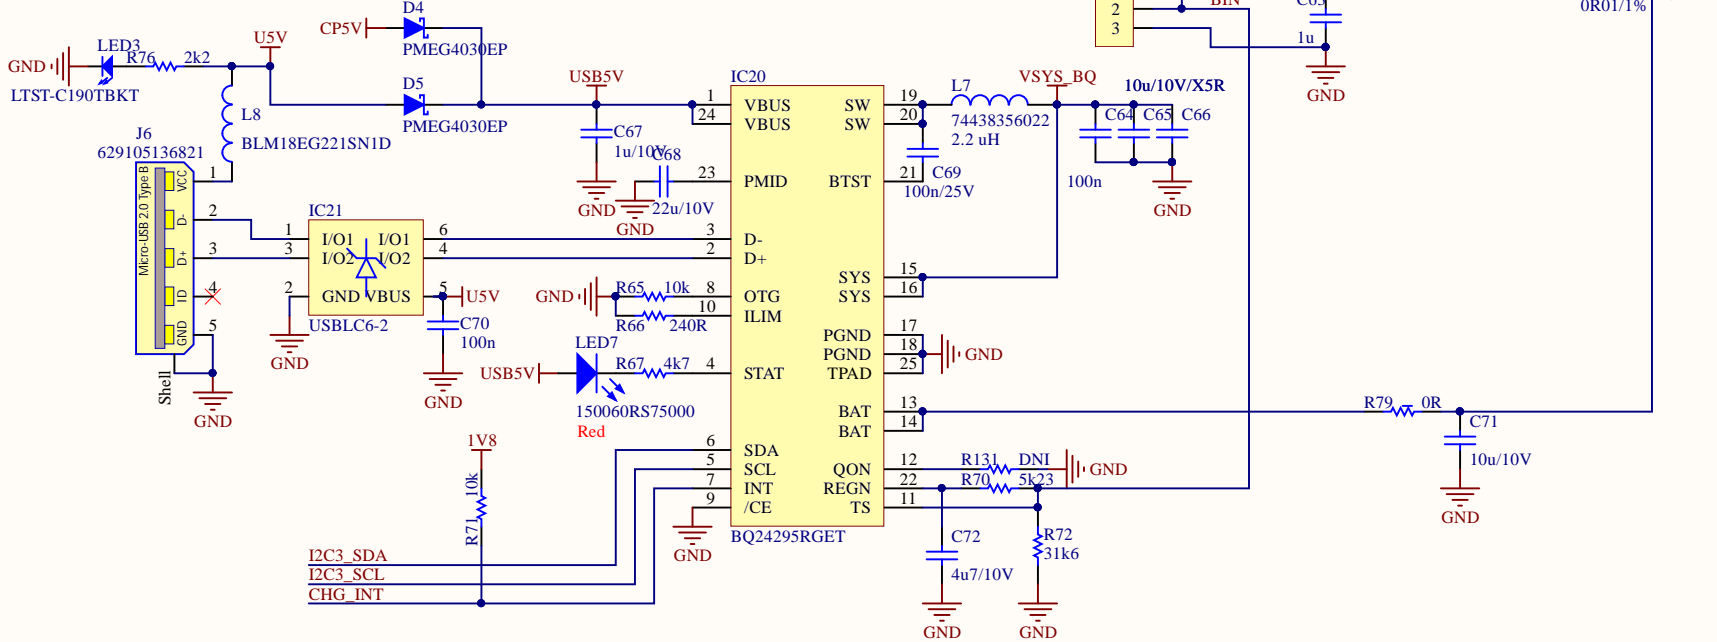 D4
CP5V
PMEG4030EP
2
3
BIN
1u
GND
0R01/1%
LED3
GND
R76
2k2
U5V
LTST-C190TBKT
L8
BLM18EG221SN1D
D5
PMEG4030EP
USB5V
C67
1u/10V
GND
C68
22u/10V
GND
J6
629105136821
Micro-USB 2.0 Type B
VCC
D-
D+
ID
GND
1
2
3
4
5
Shell
GND
IC21
1
3
2
I/O1
I/O2
GND
I/O1
I/O2
VBUS
6
4
5
U5V
USBLC6-2
GND
C70
100n
GND
GND
R65
10k
R66
240R
LED7
USB5V
R67
4k7
150060RS75000
Red
1V8
10k
R71
I2C3_SDA
I2C3_SCL
CHG_INT
IC20
1 VBUS
24 VBUS
23 PMID
3 D-
2 D+
8 OTG
10 ILIM
4 STAT
6 SDA
5 SCL
7 INT
9 /CE
GND
SW 19
SW 20
BTST 21
SYS 15
SYS 16
PGND 17
PGND 18
TPAD 25
BAT 13
BAT 14
QON 12
REGN 22
TS 11
BQ24295RGET
L7
74438356022
2.2 uH
VSYS_BQ
10u/10V/X5R
C64
C65
C66
100n
GND
C69
100n/25V
GND
R131
DNI
GND
R70
5k23
C72
4u7/10V
GND
R72
31k6
GND
R79
0R
C71
10u/10V
GND